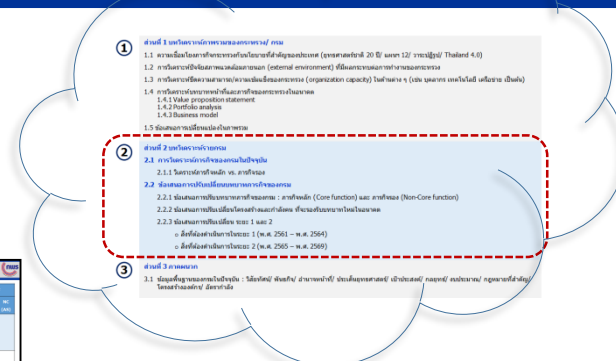 1
ส่วนที่ 1 บทวิเคราะห์ภาพรวมของกระทรวง/ กรม
1.1 ความเชื่อมโยงภารกิจกระทรวงกับนโยบายที่สำคัญของประเทศ (ยุทธศาสตร์ชาติ 20 ปี/ แผนฯ 12/ วาระปฏิรูป/ Thailand 4.0)
1.2 การวิเคราะห์ปัจจัยสภาพแวดล้อมภายนอก (external environment) ที่มีผลกระทบต่อการทำงานของกระทรวง
1.3 การวิเคราะห์ขีดความสามารถ/ความเข้มแข็งของกระทรวง (organization capacity) ในด้านต่าง ๆ (เช่น บุคลากร เทคโนโลยี เครือข่าย เป็นต้น)
1.4 การวิเคราะห์บทบาทหน้าที่และภารกิจของกระทรวงในอนาคต
1.4.1 Value proposition statement
1.4.2 Portfolio analysis
1.4.3 Business model
1.5 ข้อเสนอการเปลี่ยนแปลงในภาพรวม
2
ส่วนที่ 2 บทวิเคราะห์รายกรม
2.1 การวิเคราะห์ภารกิจของกรมในปัจจุบัน
2.1.1 วิเคราะห์ภารกิจหลัก vs. ภารกิจรอง
2.2 ข้อเสนอการปรับเปลี่ยนบทบาทภารกิจของกรม
2.2.1 ข้อเสนอการปรับบทบาทภารกิจของกรม : ภารกิจหลัก (Core function) และ ภารกิจรอง (Non-Core function)
2.2.2 ข้อเสนอการปรับเปลี่ยนโครงสร้างและกำลังคน ที่จะรองรับบทบาทใหม่ในอนาคต
2.2.3 ข้อเสนอการปรับเปลี่ยน ระยะ 1 และ 2
o สิ่งที่ต้องดำเนินการในระยะ 1 (พ.ศ. 2561 – พ.ศ. 2564)
o สิ่งที่ต้องดำเนินการในระยะ 2 (พ.ศ. 2565 – พ.ศ. 2569)
3
ส่วนที่ 3 ภาคผนวก
3.1 ข้อมูลพื้นฐานของกรมในปัจจุบัน : วิสัยทัศน์/ พันธกิจ/ อำนาจหน้าที่/ ประเด็นยุทธศาสตร์/ เป้าประสงค์/ กลยุทธ์/ งบประมาณ/ กฎหมายที่สำคัญ/
โครงสร้างองค์กร/ อัตรากำลัง
NC